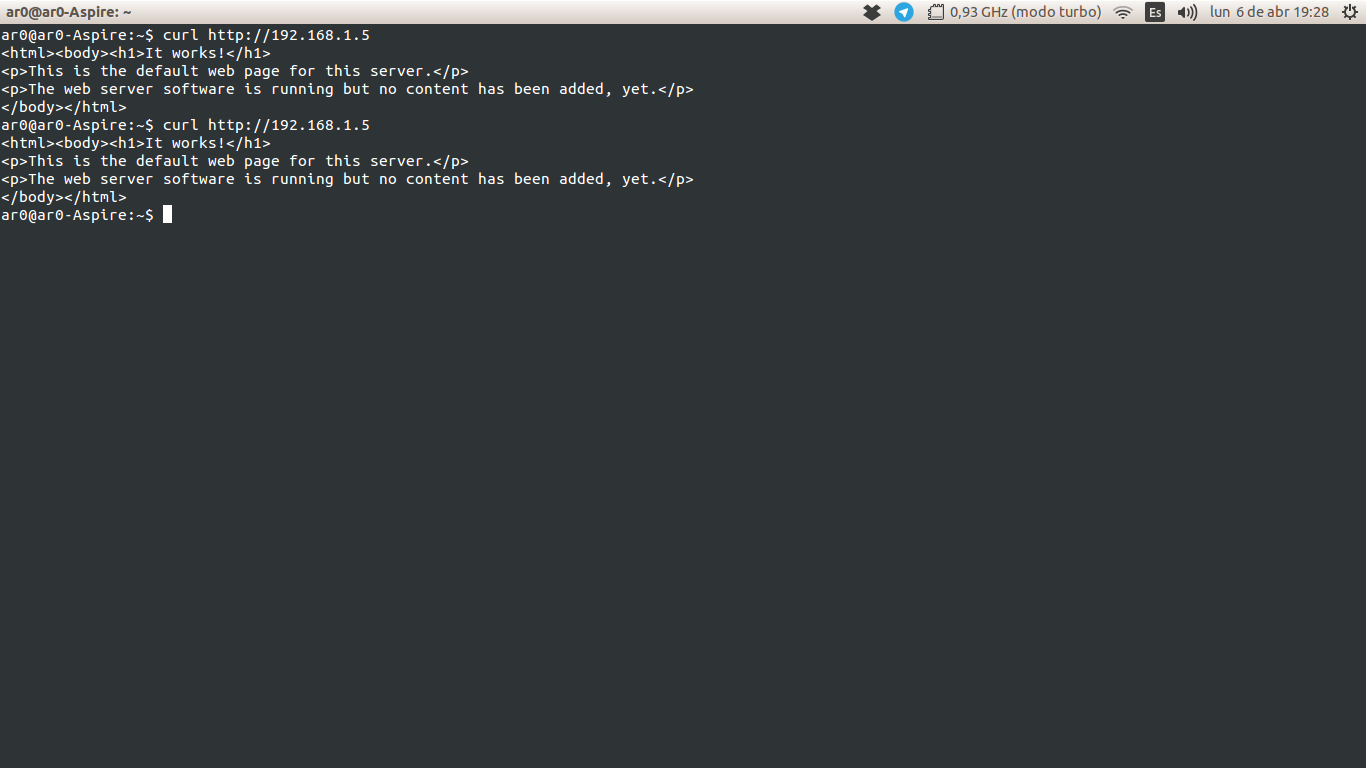 ar0@ar0-Aspire: ~ 0,93 GHz (modo turbo) Es lun 6 de abr 19:28
ar0@ar0-Aspire:~$ curl http://192.168.1.5
<html><body><h1>It works!</h1>
<p>This is the default web page for this server.</p>
<p>The web server software is running but no content has been added, yet.</p>
</body></html>
ar0@ar0-Aspire:~$ curl http://192.168.1.5
<html><body><h1>It works!</h1>
<p>This is the default web page for this server.</p>
<p>The web server software is running but no content has been added, yet.</p>
</body></html>
ar0@ar0-Aspire:~$